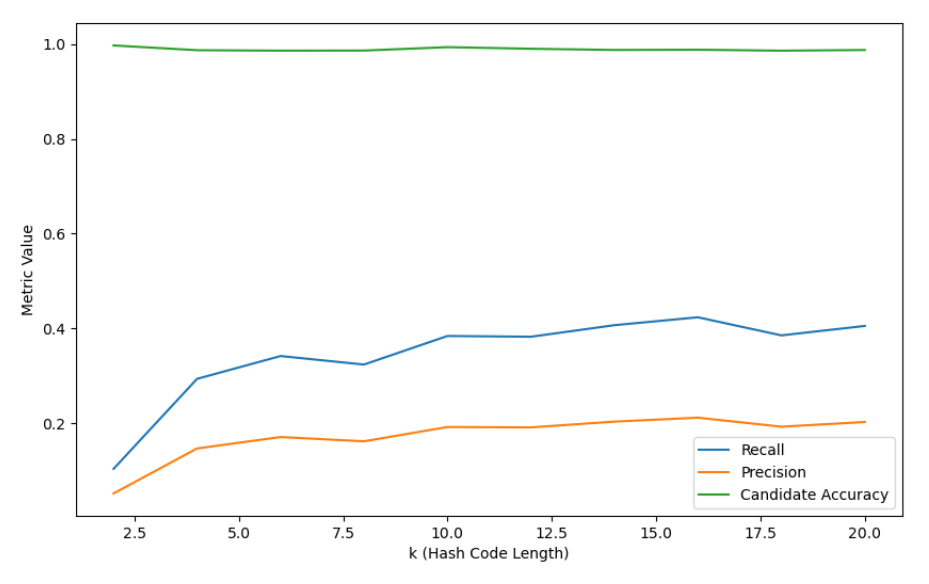 1.0
0.8
0.6
0.4
0.2
Metric Value
Recall
Precision
Candidate Accuracy
2.5 5.0 7.5 10.0 12.5 15.0 17.5 20.0
k (Hash Code Length)